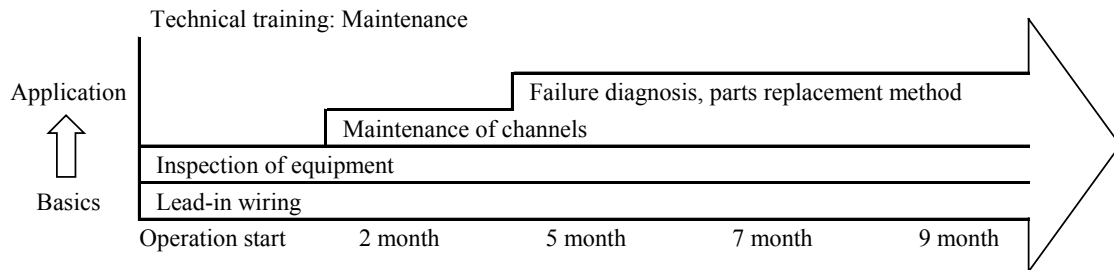 Technical training: Maintenance
Application
Failure diagnosis, parts replacement method
Maintenance of channels
Inspection of equipment
Basics
Lead-in wiring
Operation start 2 month 5 month 7 month 9 month